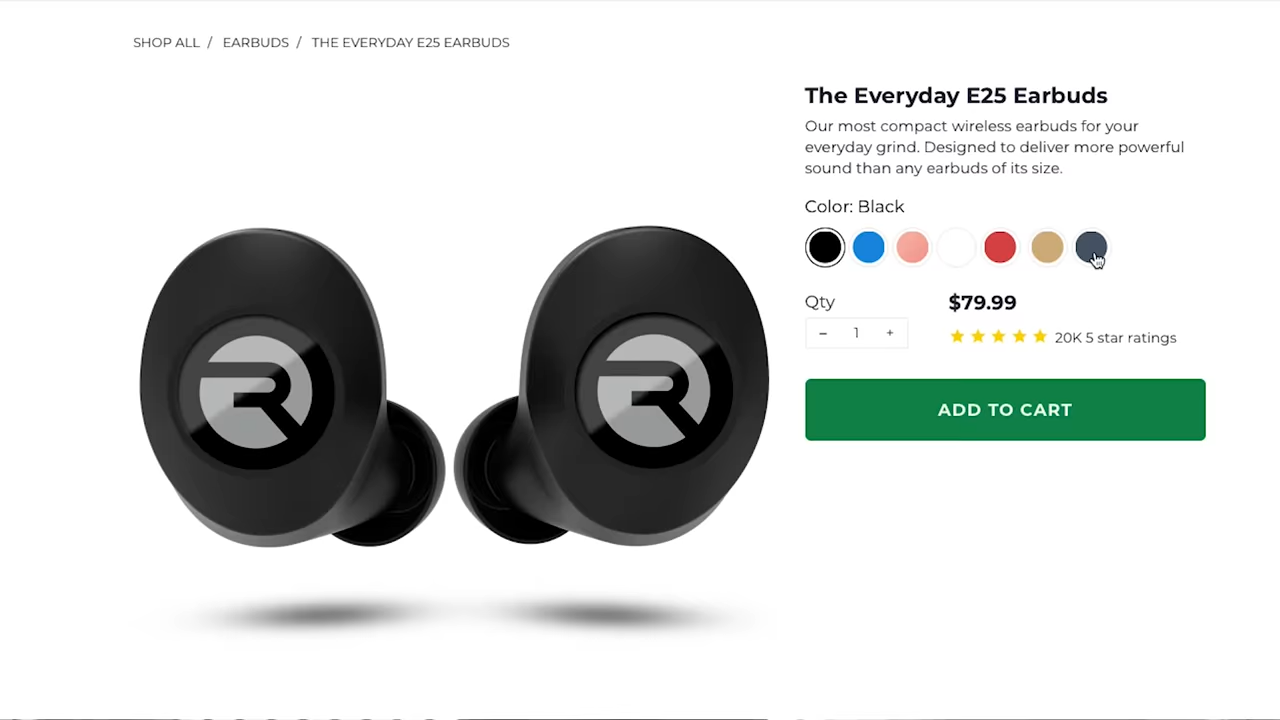 SHOP ALL / EARBUDS / THE EVERYDAY E25 EARBUDS
The Everyday E25 Earbuds
Our most compact wireless earbuds for your
everyday grind. Designed to deliver more powerful
sound than any earbuds of its size.
Color: Black
Qty
$79.99
− 1 +
20K 5 star ratings
ADD TO CART
R
R